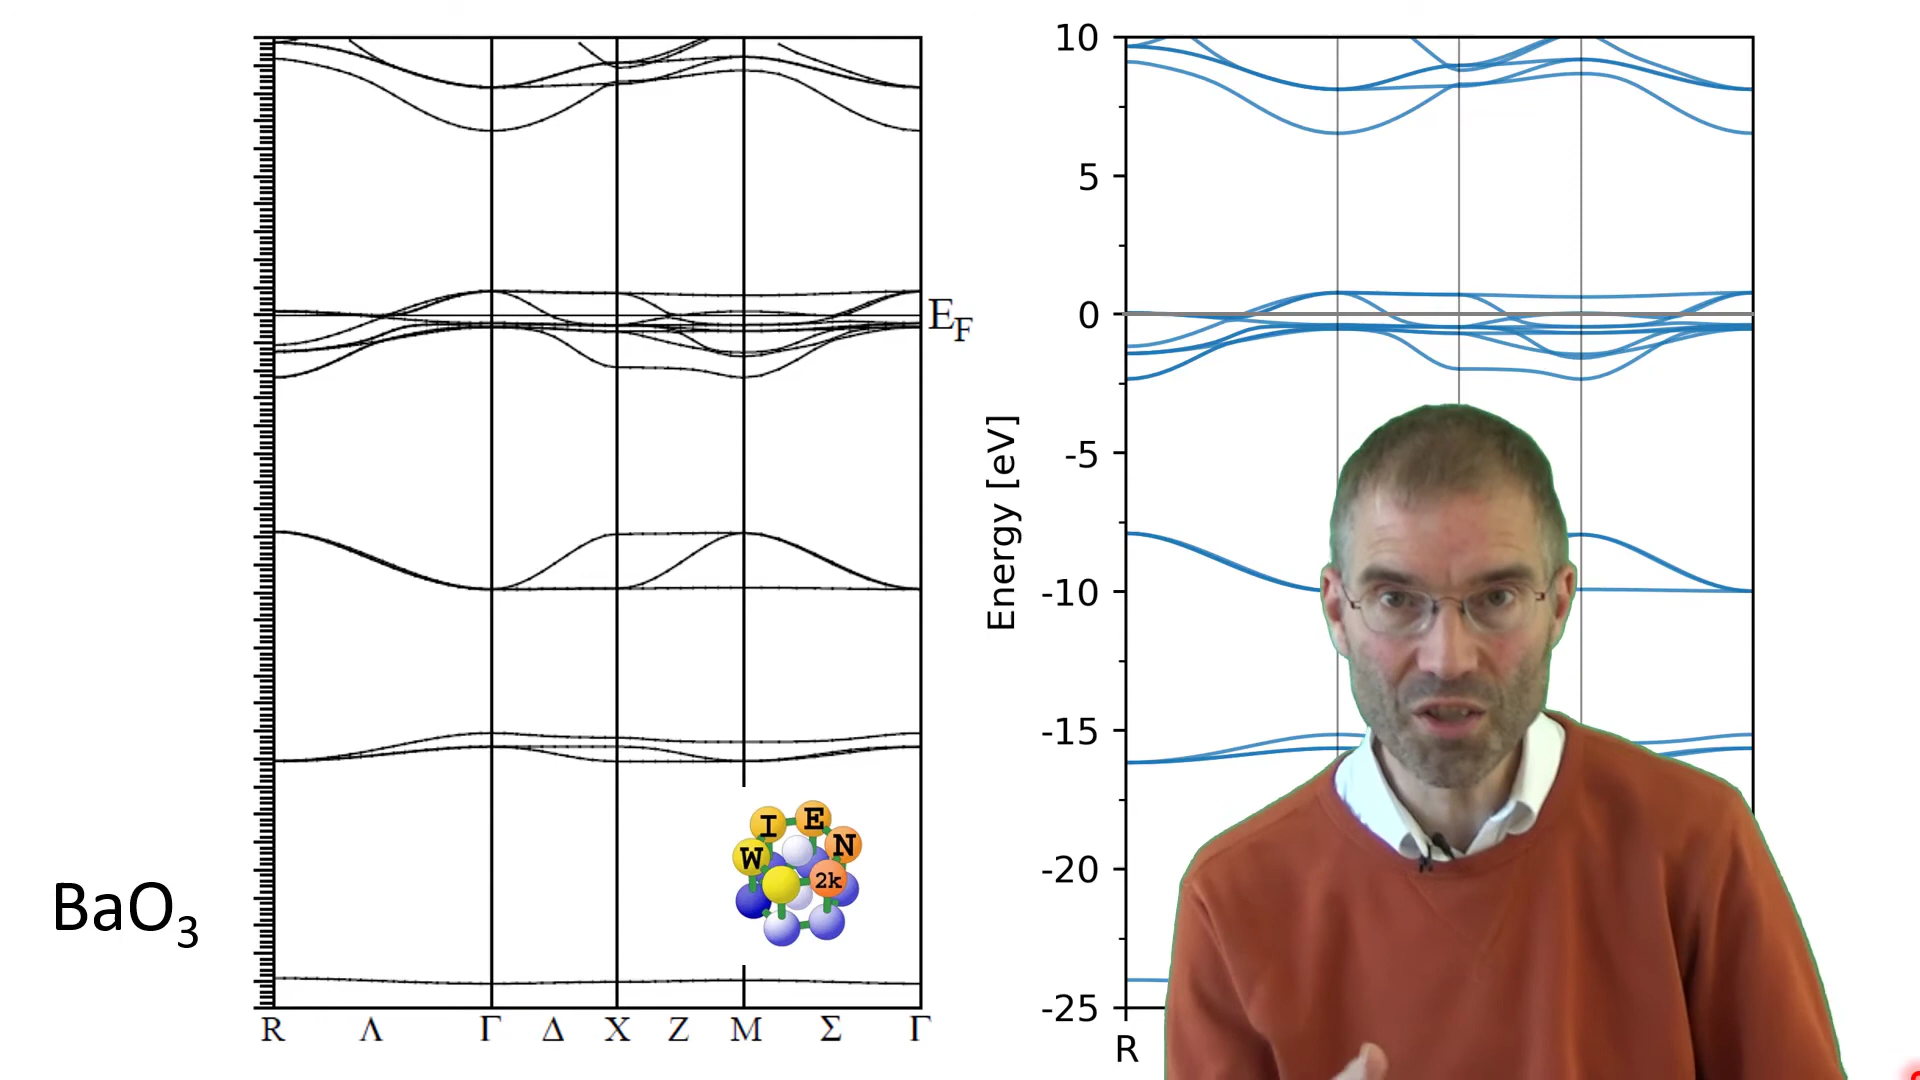 BaO₃
E_F
R Λ Γ Δ X Z M Σ Γ
W I E N 2k
Energy [eV]
10
5
0
-5
-10
-15
-20
-25
R